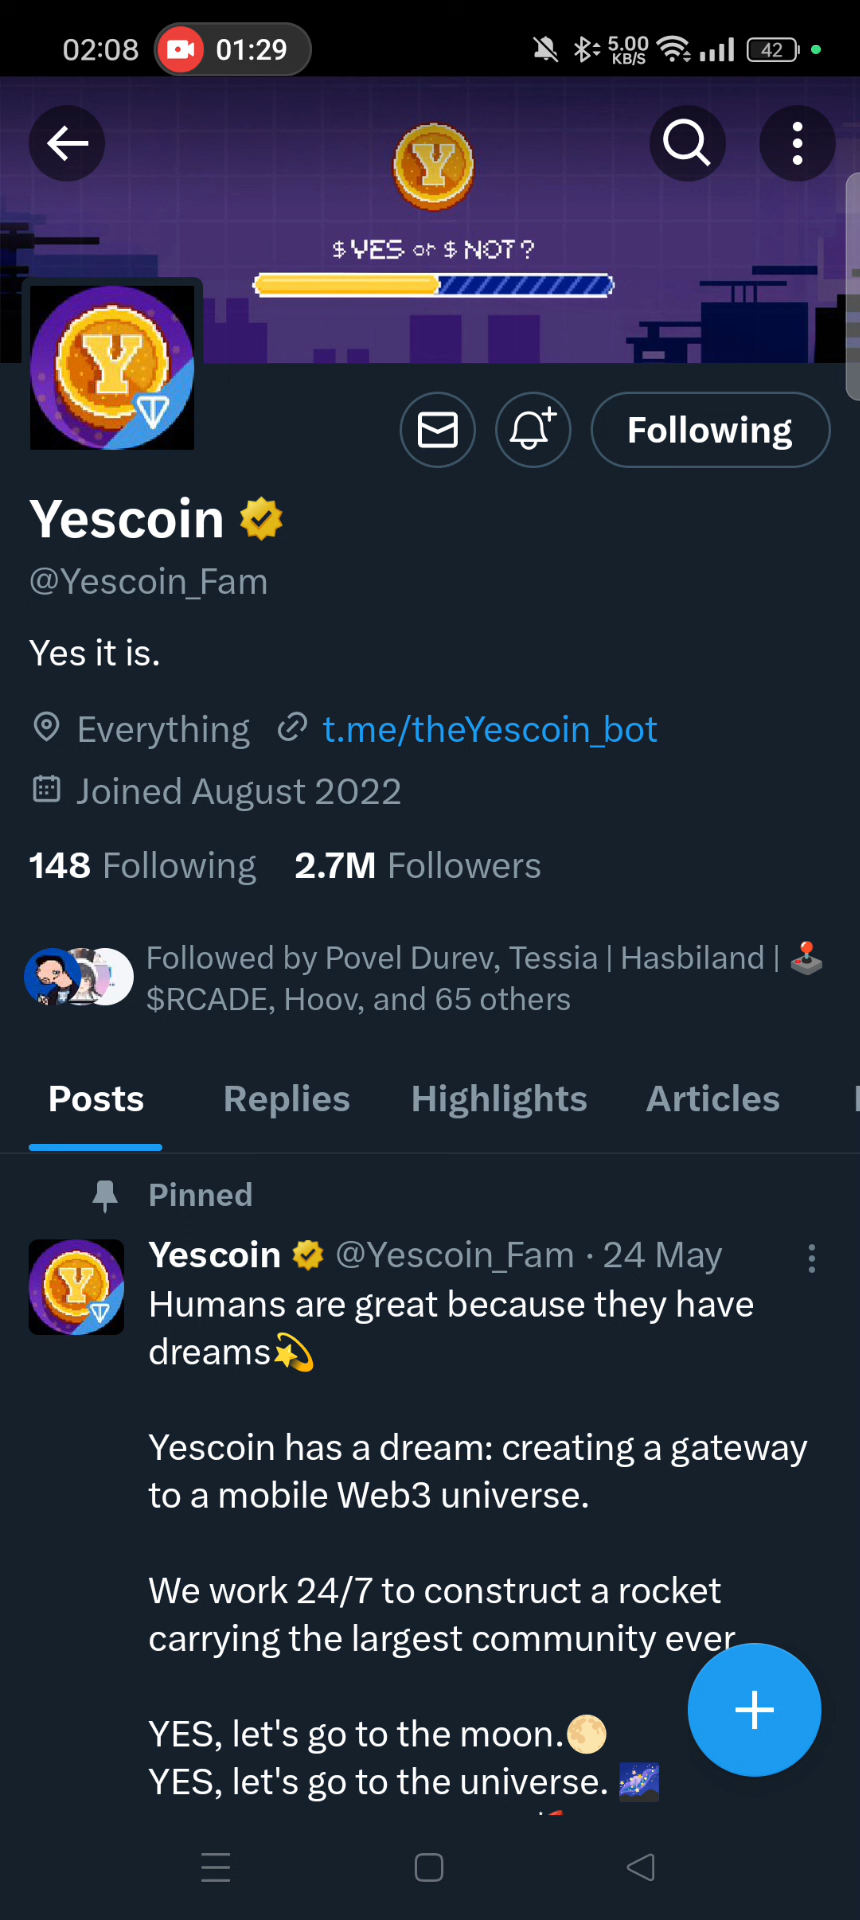 02:08 01:29 5.00 KB/S 42
Y
$YES or $NOT?
Y
Following
Yescoin
@Yescoin_Fam
Yes it is.
Everything t.me/theYescoin_bot
Joined August 2022
148 Following 2.7M Followers
Followed by Povel Durev, Tessia | Hasbiland | 🕹️
$RCADE, Hoov, and 65 others
Posts Replies Highlights Articles
Pinned
Y
Yescoin @Yescoin_Fam · 24 May
Humans are great because they have
dreams💫
Yescoin has a dream: creating a gateway
to a mobile Web3 universe.
We work 24/7 to construct a rocket
carrying the largest community ever
YES, let's go to the moon.🌕
YES, let's go to the universe. 🌌